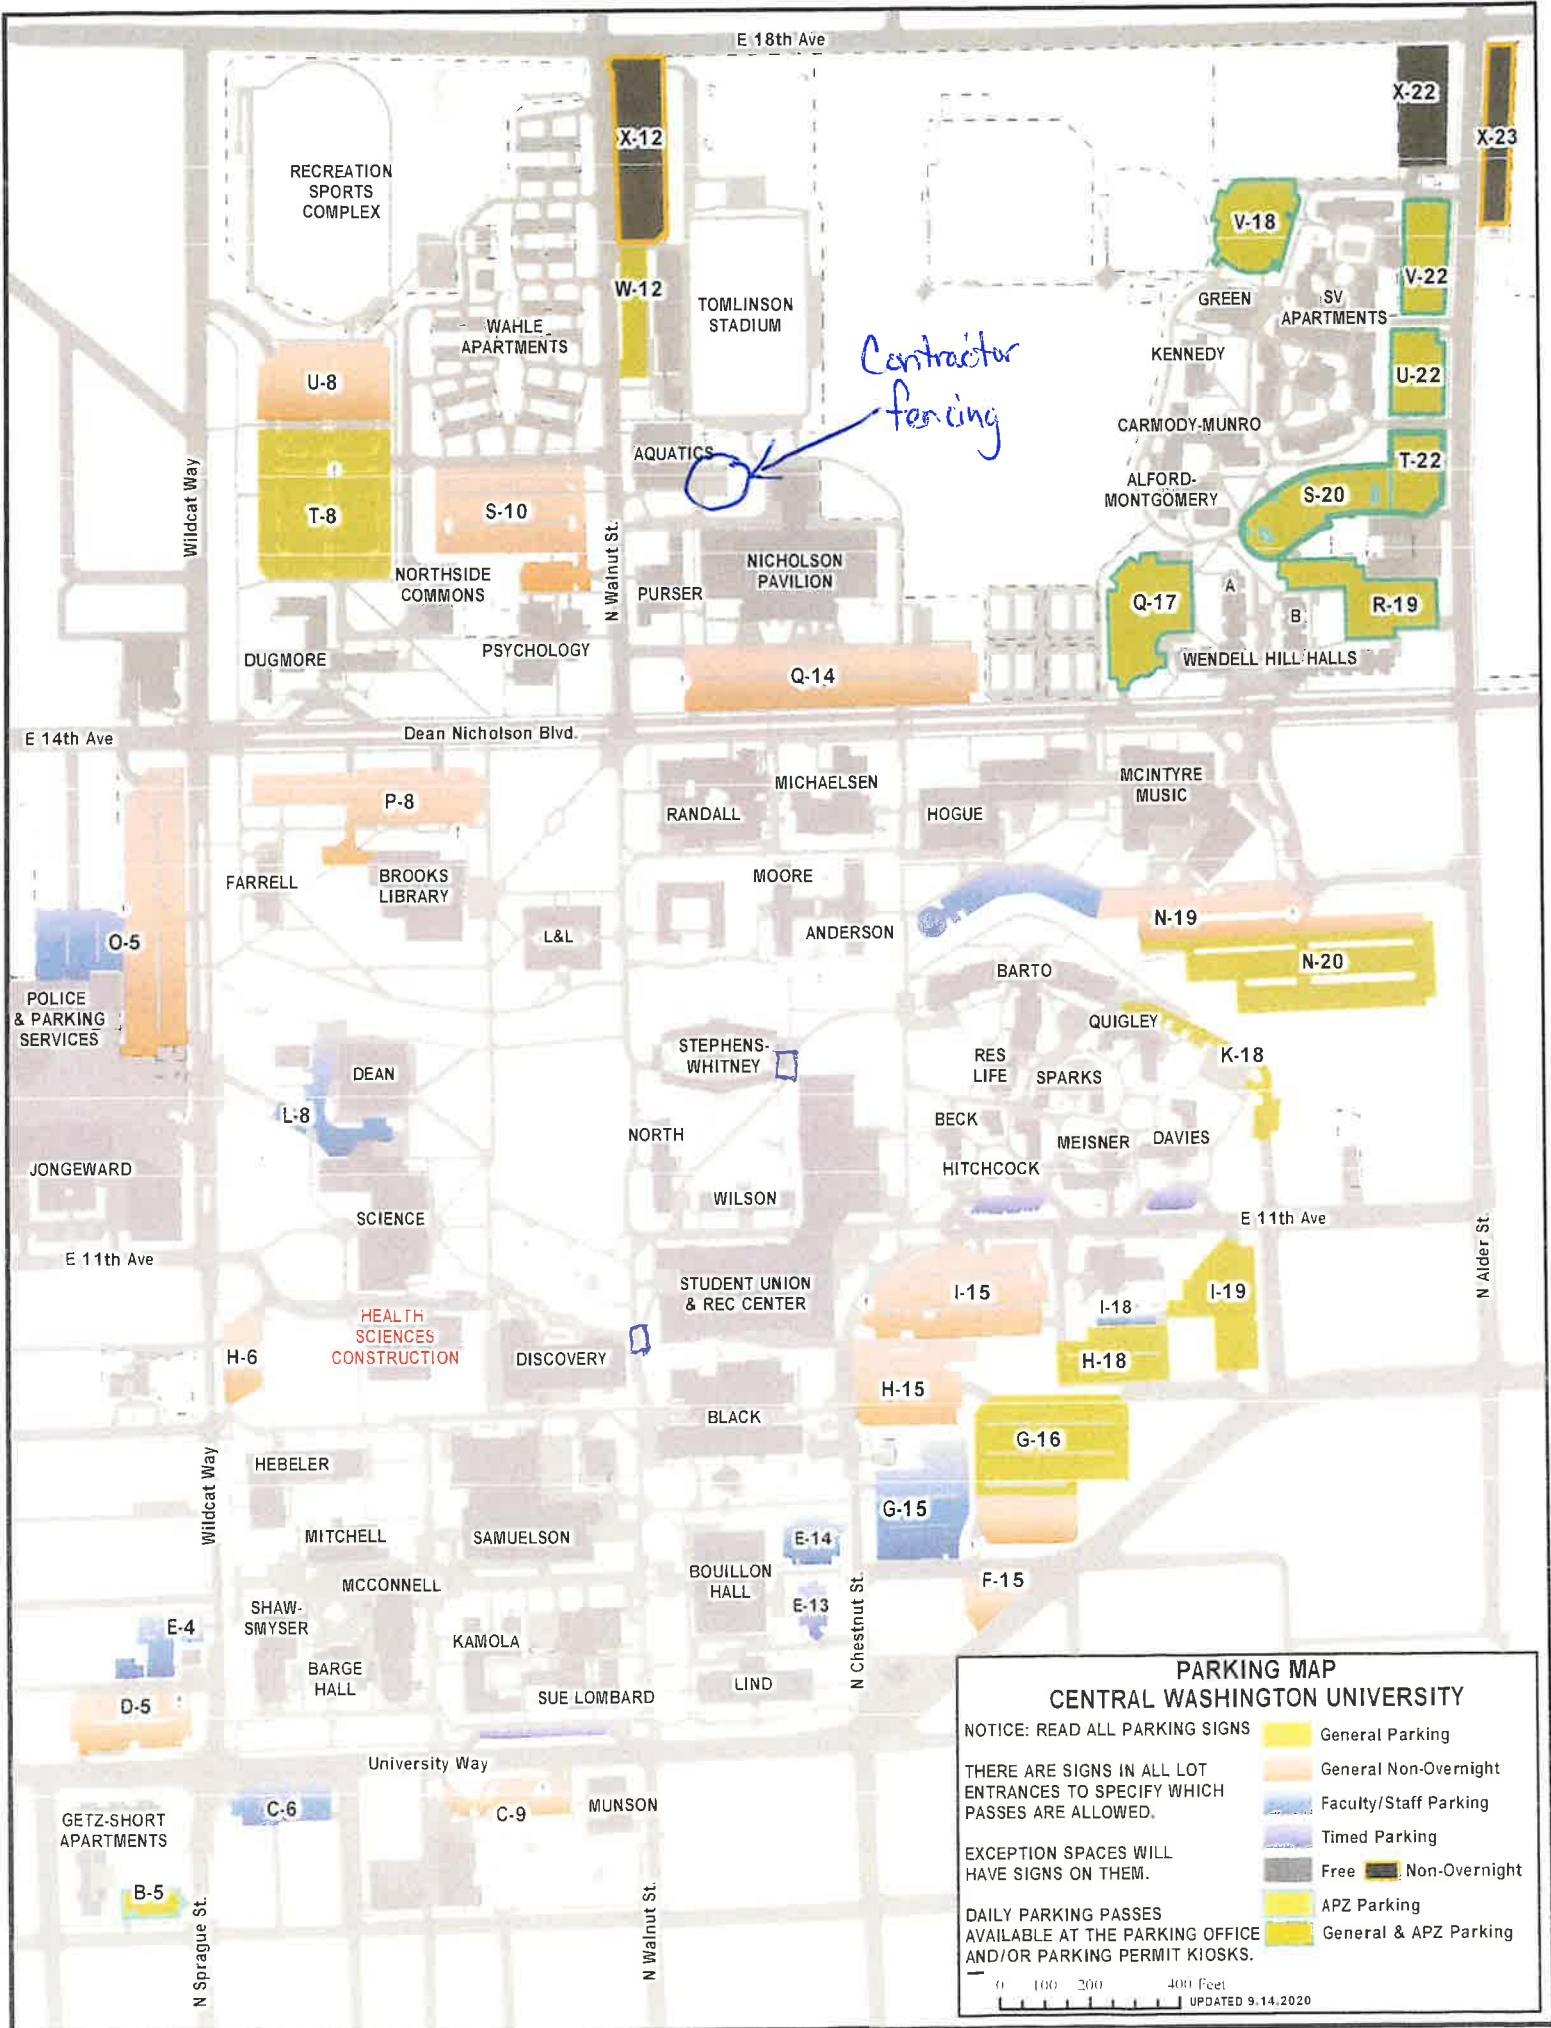 E 18th Ave
X-22
X-12
X-23
RECREATION
SPORTS
COMPLEX
V-18
W-12
V-22
GREEN
SV
APARTMENTS
TOMLINSON
STADIUM
WAHLE
APARTMENTS
Contractor
fencing
KENNEDY
U-8
U-22
CARMODY-MUNRO
AQUATICS
T-22
ALFORD-
MONTGOMERY
S-20
Wildcat Way
T-8
S-10
N Walnut St.
NICHOLSON
PAVILION
NORTHSIDE
COMMONS
PURSER
Q-17
A
B
R-19
DUGMORE
PSYCHOLOGY
WENDELL HILL HALLS
Q-14
E 14th Ave
Dean Nicholson Blvd.
MICHAELSEN
MCINTYRE
MUSIC
P-8
RANDALL
HOGUE
FARRELL
BROOKS
LIBRARY
MOORE
N-19
O-5
L&L
ANDERSON
N-20
BARTO
POLICE
& PARKING
SERVICES
QUIGLEY
STEPHENS-
WHITNEY
K-18
RES
LIFE
SPARKS
DEAN
L-8
BECK
NORTH
MEISNER
DAVIES
JONGEWARD
HITCHCOCK
WILSON
SCIENCE
E 11th Ave
E 11th Ave
N Alder St.
STUDENT UNION
& REC CENTER
I-15
I-19
I-18
HEALTH
SCIENCES
CONSTRUCTION
H-6
DISCOVERY
H-18
H-15
BLACK
G-16
HEBELER
Wildcat Way
G-15
MITCHELL
SAMUELSON
E-14
BOUILLON
HALL
F-15
MCCONNELL
E-13
SHAW-
SMYSER
E-4
KAMOLA
N Chestnut St.
BARGE
HALL
LIND
SUE LOMBARD
D-5
University Way
C-6
C-9
MUNSON
GETZ-SHORT
APARTMENTS
B-5
N Sprague St.
N Walnut St.
PARKING MAP
CENTRAL WASHINGTON UNIVERSITY
NOTICE: READ ALL PARKING SIGNS
THERE ARE SIGNS IN ALL LOT
ENTRANCES TO SPECIFY WHICH
PASSES ARE ALLOWED.
EXCEPTION SPACES WILL
HAVE SIGNS ON THEM.
DAILY PARKING PASSES
AVAILABLE AT THE PARKING OFFICE
AND/OR PARKING PERMIT KIOSKS.
General Parking
General Non-Overnight
Faculty/Staff Parking
Timed Parking
Free Non-Overnight
APZ Parking
General & APZ Parking
0 100 200 400 Feet
UPDATED 9.14.2020